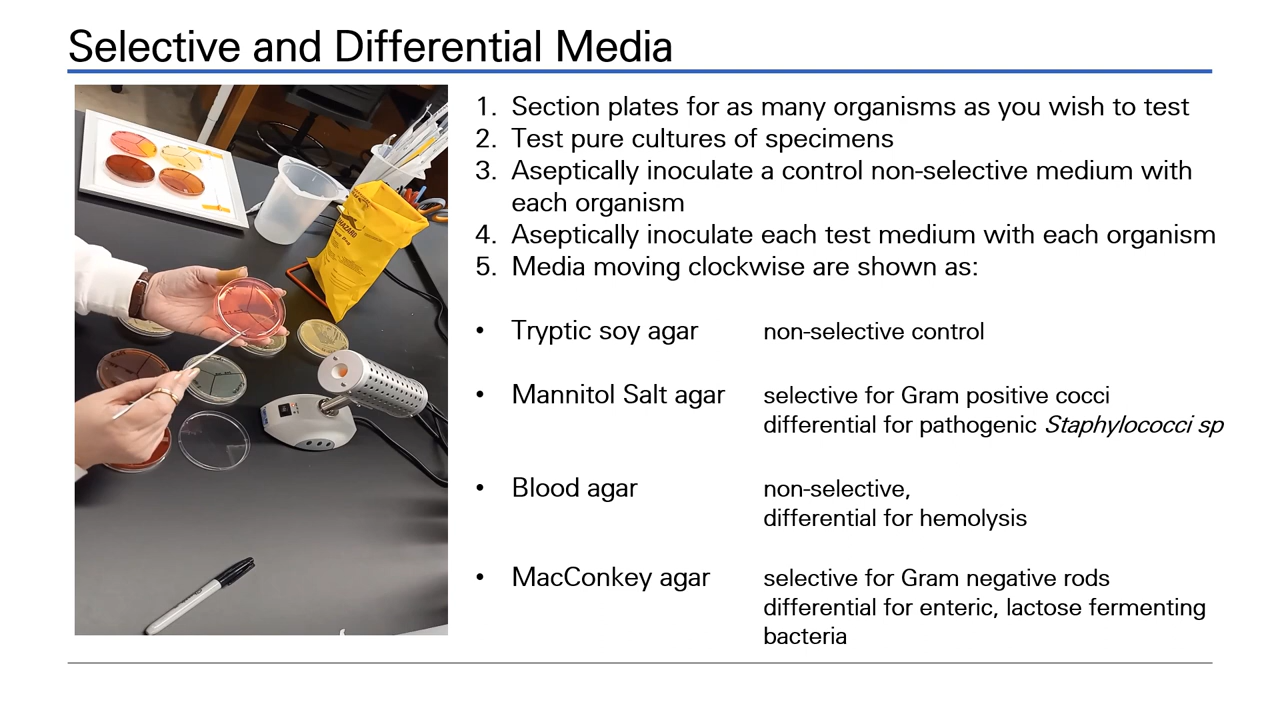 Selective and Differential Media
1. Section plates for as many organisms as you wish to test
2. Test pure cultures of specimens
3. Aseptically inoculate a control non-selective medium with
each organism
4. Aseptically inoculate each test medium with each organism
5. Media moving clockwise are shown as:
• Tryptic soy agar non-selective control
• Mannitol Salt agar selective for Gram positive cocci
differential for pathogenic Staphylococci sp
• Blood agar non-selective,
differential for hemolysis
• MacConkey agar selective for Gram negative rods
differential for enteric, lactose fermenting
bacteria